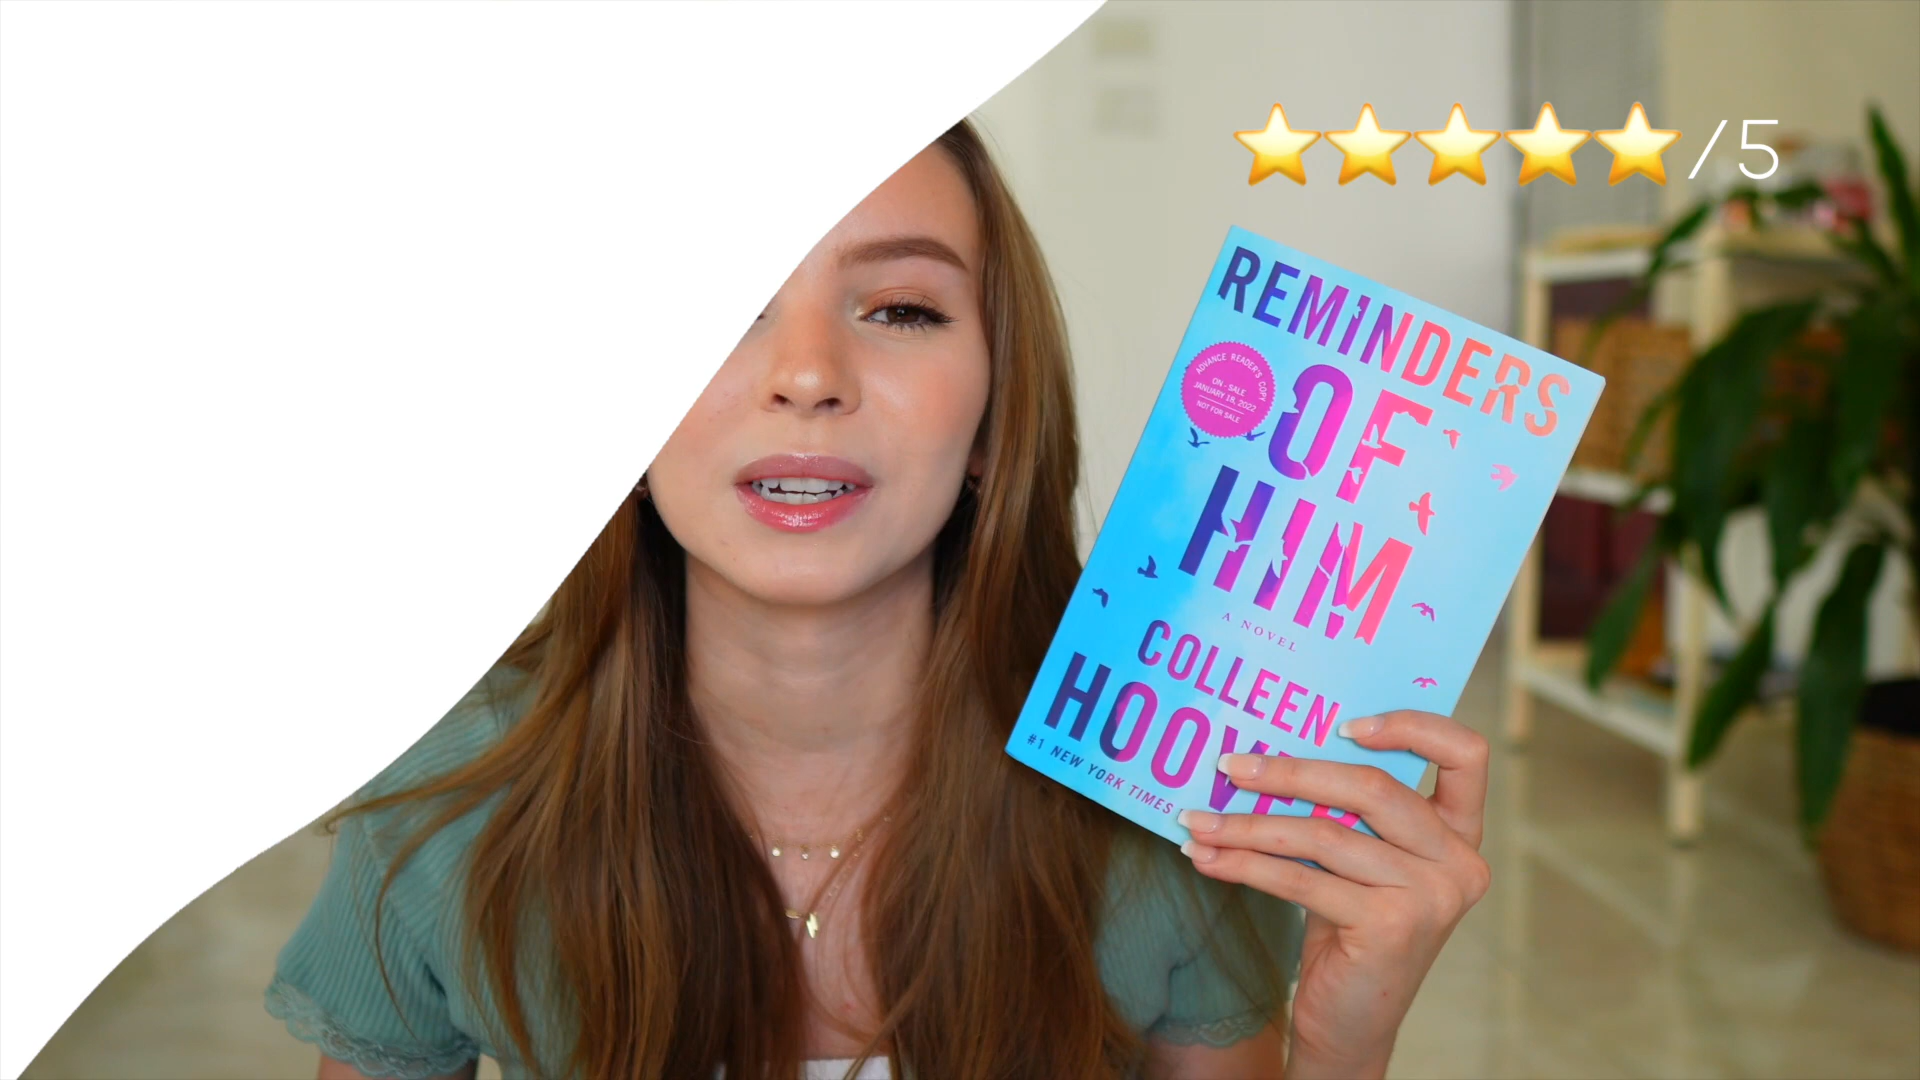 ⭐⭐⭐⭐⭐/5
REMINDERS
OF
HIM
ADVANCE READER'S COPY
ON-SALE
JANUARY 18, 2022
NOT FOR SALE
A NOVEL
COLLEEN
HOOVER
#1 NEW YORK TIMES